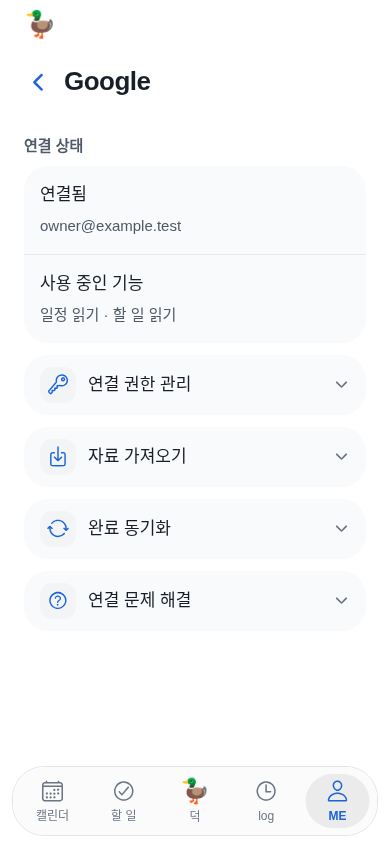 Google
연결 상태
연결됨
owner@example.test
사용 중인 기능
일정 읽기 · 할 일 읽기
연결 권한 관리
자료 가져오기
완료 동기화
연결 문제 해결
캘린더
할 일
덕
log
ME